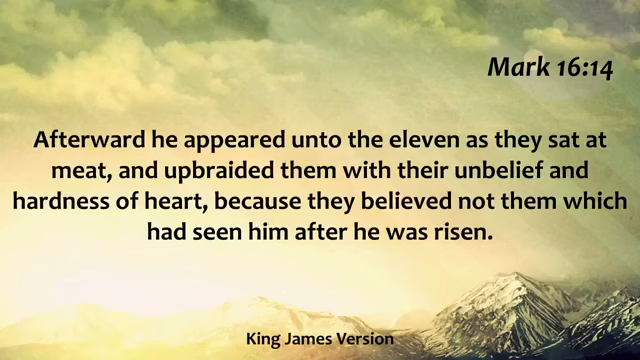 Mark 16:14
Afterward he appeared unto the eleven as they sat at
meat, and upbraided them with their unbelief and
hardness of heart, because they believed not them which
had seen him after he was risen.
King James Version